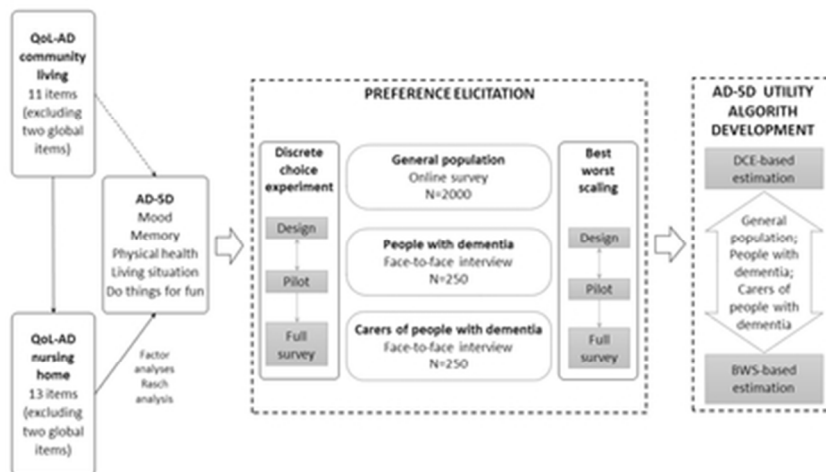 QoL-AD
community
living
11 items
(excluding
two global
items)
QoL-AD
nursing
home
13 items
(excluding
two global
items)
AD-5D
Mood
Memory
Physical health
Living situation
Do things for fun
Factor
analyses
Rasch
analysis
PREFERENCE ELICITATION
Discrete
choice
experiment
Design
Pilot
Full
survey
General population
Online survey
N=2000
People with dementia
Face-to-face interview
N=250
Carers of people with dementia
Face-to-face interview
N=250
Best
worst
scaling
Design
Pilot
Full
survey
AD-5D UTILITY
ALGORITH
DEVELOPMENT
DCE-based
estimation
General
population;
People with
dementia;
Carers of
people with
dementia
BWS-based
estimation